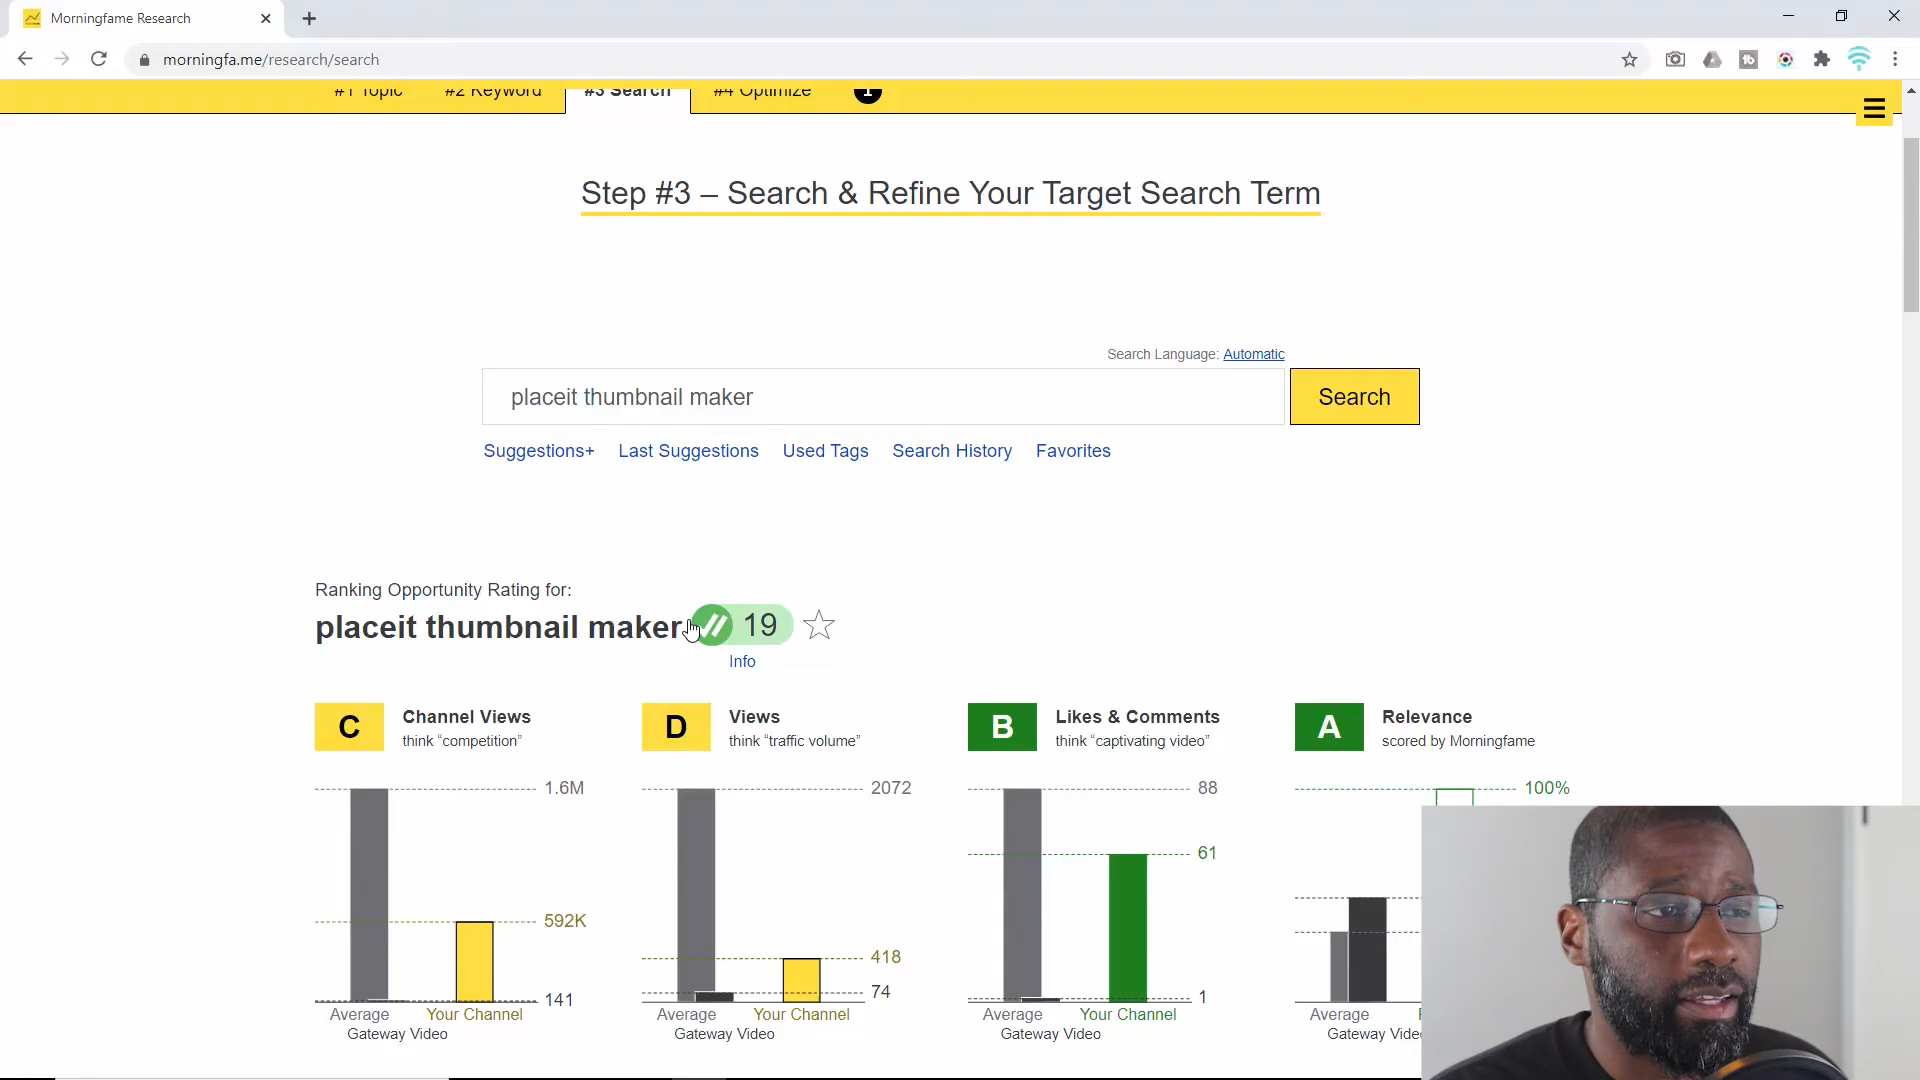 Morningfame Research
morningfa.me/research/search
#1 Topic #2 Keyword #3 Search #4 Optimize 1
Step #3 – Search & Refine Your Target Search Term
Search Language: Automatic
placeit thumbnail maker Search
Suggestions+ Last Suggestions Used Tags Search History Favorites
Ranking Opportunity Rating for:
placeit thumbnail maker 19
Info
C Channel Views think “competition”
1.6M
592K
141
Average Your Channel
Gateway Video
D Views think “traffic volume”
2072
418
74
Average Your Channel
Gateway Video
B Likes & Comments think “captivating video”
88
61
1
Average Your Channel
Gateway Video
A Relevance scored by Morningfame
100%
Average
Gateway